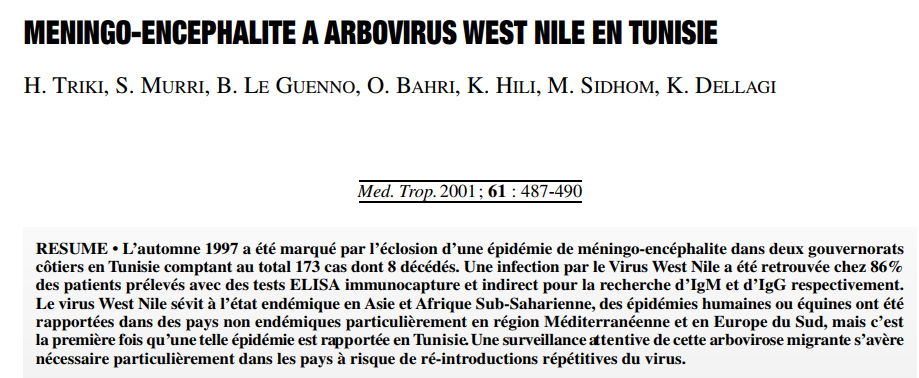 MENINGO-ENCEPHALITE A ARBOVIRUS WEST NILE EN TUNISIE
H. TRIKI, S. MURRI, B. LE GUENNO, O. BAHRI, K. HILI, M. SIDHOM, K. DELLAGI
Med. Trop. 2001 ; 61 : 487-490
RESUME • L’automne 1997 a été marqué par l’éclosion d’une épidémie de méningo-encéphalite dans deux gouvernorats
côtiers en Tunisie comptant au total 173 cas dont 8 décédés. Une infection par le Virus West Nile a été retrouvée chez 86%
des patients prélevés avec des tests ELISA immunocapture et indirect pour la recherche d’IgM et d’IgG respectivement.
Le virus West Nile sévit à l’état endémique en Asie et Afrique Sub-Saharienne, des épidémies humaines ou équines ont été
rapportées dans des pays non endémiques particulièrement en région Méditerranéenne et en Europe du Sud, mais c’est
la première fois qu’une telle épidémie est rapportée en Tunisie. Une surveillance attentive de cette arbovirose migrante s’avère
nécessaire particulièrement dans les pays à risque de ré-introductions répétitives du virus.